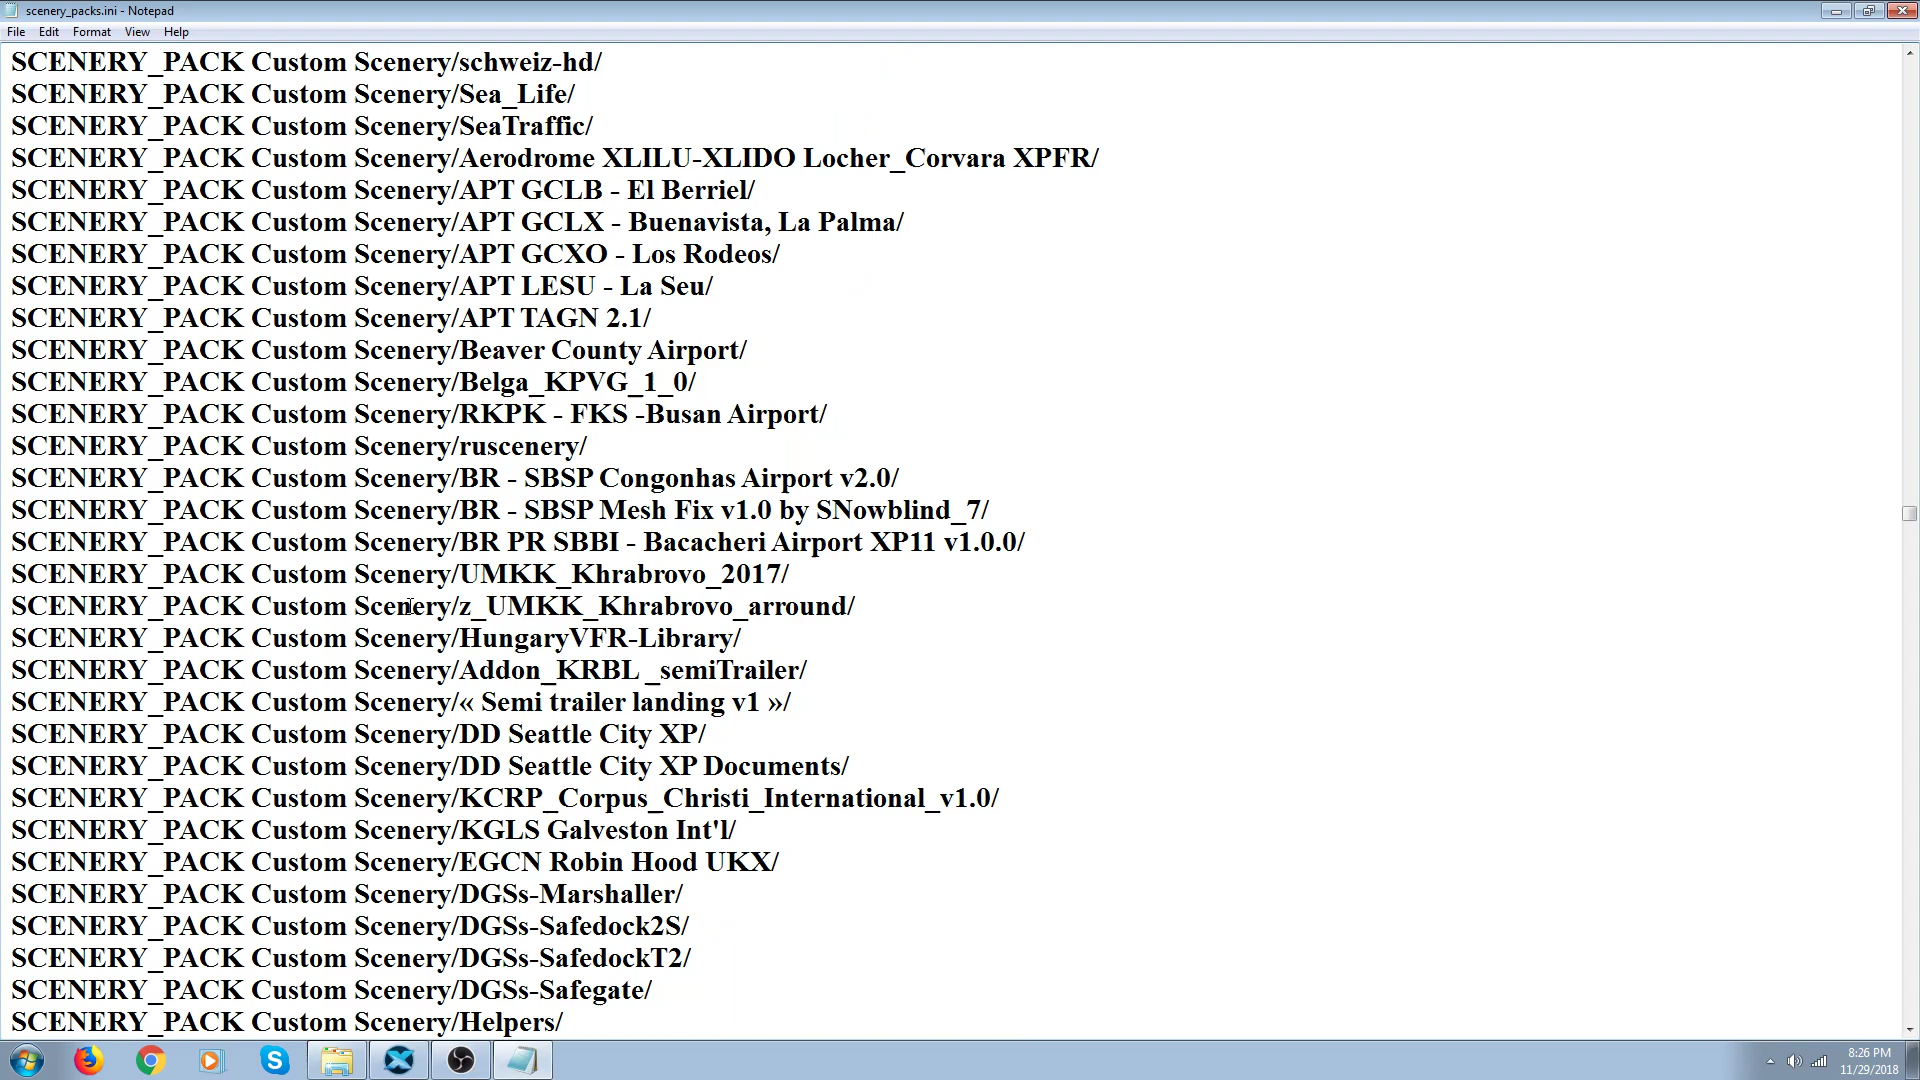 scenery_packs.ini - Notepad
File Edit Format View Help
SCENERY_PACK Custom Scenery/schweiz-hd/
SCENERY_PACK Custom Scenery/Sea_Life/
SCENERY_PACK Custom Scenery/SeaTraffic/
SCENERY_PACK Custom Scenery/Aerodrome XLILU-XLIDO Locher_Corvara XPFR/
SCENERY_PACK Custom Scenery/APT GCLB - El Berriel/
SCENERY_PACK Custom Scenery/APT GCLX - Buenavista, La Palma/
SCENERY_PACK Custom Scenery/APT GCXO - Los Rodeos/
SCENERY_PACK Custom Scenery/APT LESU - La Seu/
SCENERY_PACK Custom Scenery/APT TAGN 2.1/
SCENERY_PACK Custom Scenery/Beaver County Airport/
SCENERY_PACK Custom Scenery/Belga_KPVG_1_0/
SCENERY_PACK Custom Scenery/RKPK - FKS -Busan Airport/
SCENERY_PACK Custom Scenery/ruscenery/
SCENERY_PACK Custom Scenery/BR - SBSP Congonhas Airport v2.0/
SCENERY_PACK Custom Scenery/BR - SBSP Mesh Fix v1.0 by SNowblind_7/
SCENERY_PACK Custom Scenery/BR PR SBBI - Bacacheri Airport XP11 v1.0.0/
SCENERY_PACK Custom Scenery/UMKK_Khrabrovo_2017/
SCENERY_PACK Custom Scenery/z_UMKK_Khrabrovo_arround/
SCENERY_PACK Custom Scenery/HungaryVFR-Library/
SCENERY_PACK Custom Scenery/Addon_KRBL _semiTrailer/
SCENERY_PACK Custom Scenery/« Semi trailer landing v1 »/
SCENERY_PACK Custom Scenery/DD Seattle City XP/
SCENERY_PACK Custom Scenery/DD Seattle City XP Documents/
SCENERY_PACK Custom Scenery/KCRP_Corpus_Christi_International_v1.0/
SCENERY_PACK Custom Scenery/KGLS Galveston Int'l/
SCENERY_PACK Custom Scenery/EGCN Robin Hood UKX/
SCENERY_PACK Custom Scenery/DGSs-Marshaller/
SCENERY_PACK Custom Scenery/DGSs-Safedock2S/
SCENERY_PACK Custom Scenery/DGSs-SafedockT2/
SCENERY_PACK Custom Scenery/DGSs-Safegate/
SCENERY_PACK Custom Scenery/Helpers/
8:26 PM
11/29/2018